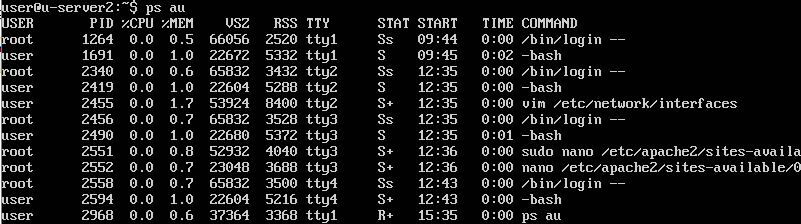 user@u-server2:~$ ps au
USER       PID %CPU %MEM    VSZ   RSS TTY      STAT START   TIME COMMAND
root      1264  0.0  0.5  66056  2520 tty1     Ss   09:44   0:00 /bin/login --
user      1691  0.0  1.0  22672  5332 tty1     S    09:45   0:02 -bash
root      2340  0.0  0.6  65832  3432 tty2     Ss   12:35   0:00 /bin/login --
user      2419  0.0  1.0  22604  5288 tty2     S    12:35   0:00 -bash
user      2455  0.0  1.7  53924  8400 tty2     S+   12:35   0:00 vim /etc/network/interfaces
root      2456  0.0  0.7  65832  3528 tty3     Ss   12:35   0:00 /bin/login --
user      2490  0.0  1.0  22680  5372 tty3     S    12:35   0:01 -bash
root      2551  0.0  0.8  52932  4040 tty3     S+   12:36   0:00 sudo nano /etc/apache2/sites-availa
root      2552  0.0  0.7  23048  3688 tty3     S+   12:36   0:00 nano /etc/apache2/sites-available/0
root      2558  0.0  0.7  65832  3500 tty4     Ss   12:43   0:00 /bin/login --
user      2594  0.0  1.0  22604  5216 tty4     S+   12:43   0:00 -bash
user      2968  0.0  0.6  37364  3368 tty1     R+   15:35   0:00 ps au